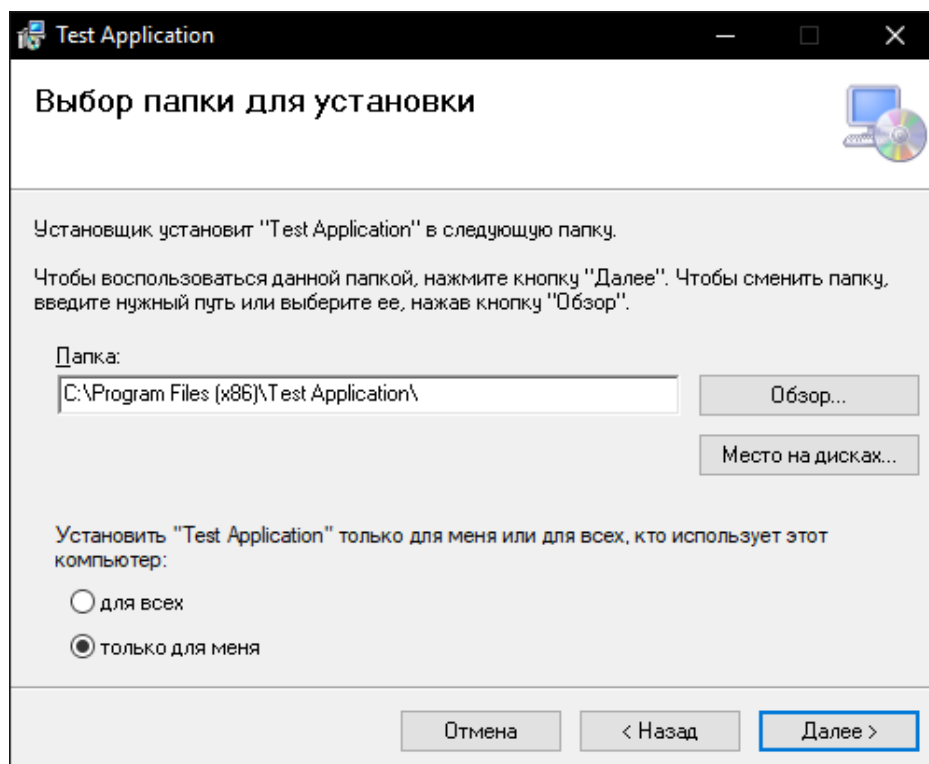 Test Application
Выбор папки для установки
Установщик установит "Test Application" в следующую папку.
Чтобы воспользоваться данной папкой, нажмите кнопку "Далее". Чтобы сменить папку,
введите нужный путь или выберите ее, нажав кнопку "Обзор".
Папка:
C:\Program Files (x86)\Test Application\
Обзор...
Место на дисках...
Установить "Test Application" только для меня или для всех, кто использует этот
компьютер:
для всех
только для меня
Отмена
< Назад
Далее >